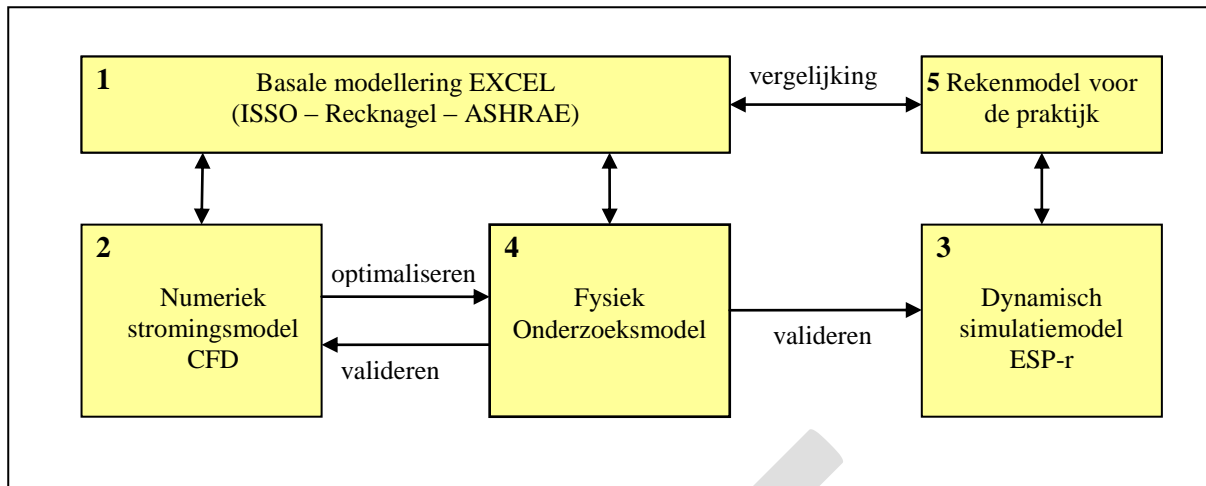 1
Basale modellering EXCEL
(ISSO – Recknagel – ASHRAE)
vergelijking
5 Rekenmodel voor
de praktijk
2
Numeriek
stromingsmodel
CFD
optimaliseren
valideren
4
Fysiek
Onderzoeksmodel
valideren
3
Dynamisch
simulatiemodel
ESP-r